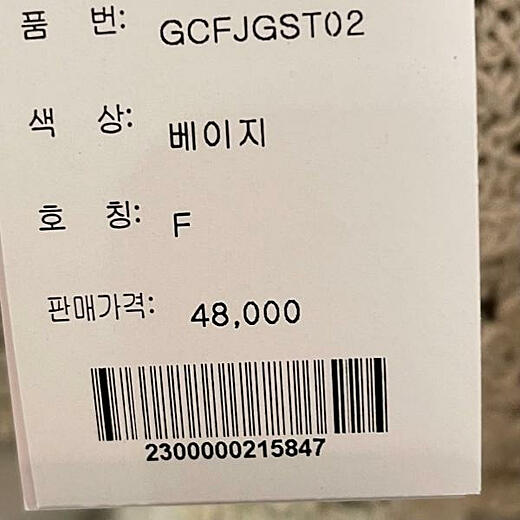 품 번: GCFJGST02
색 상: 베이지
호 칭: F
판매가격: 48,000
2300000215847